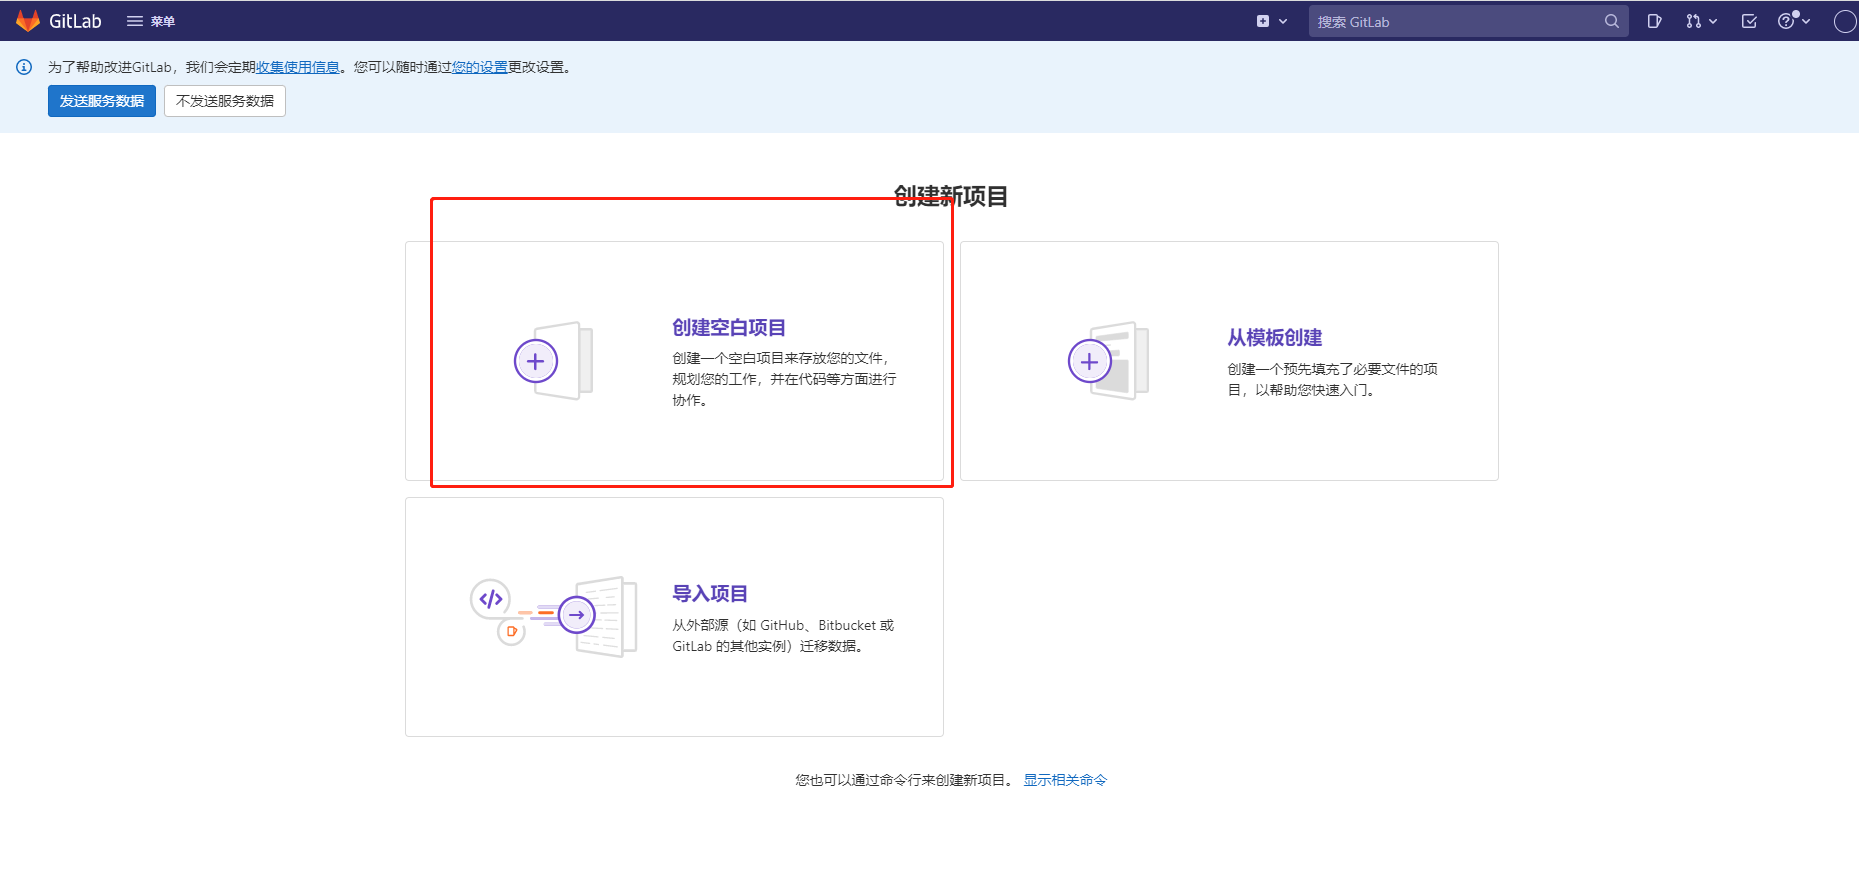 GitLab 菜单 搜索 GitLab
为了帮助改进GitLab，我们会定期收集使用信息。您可以随时通过您的设置更改设置。
发送服务数据 不发送服务数据
创建新项目
创建空白项目
创建一个空白项目来存放您的文件，
规划您的工作，并在代码等方面进行
协作。
从模板创建
创建一个预先填充了必要文件的项
目，以帮助您快速入门。
导入项目
从外部源（如 GitHub、Bitbucket 或
GitLab 的其他实例）迁移数据。
您也可以通过命令行来创建新项目。 显示相关命令